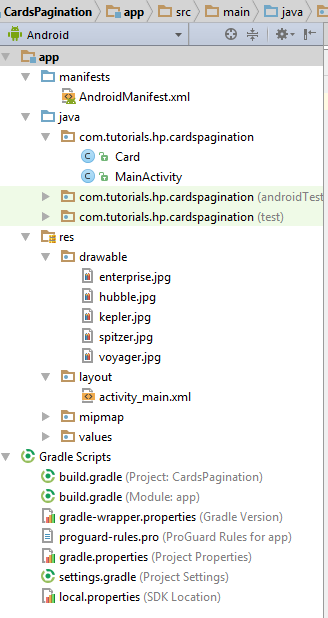 CardsPagination app src main java
Android
app
manifests
AndroidManifest.xml
java
com.tutorials.hp.cardspagination
C Card
C MainActivity
com.tutorials.hp.cardspagination (androidTest
com.tutorials.hp.cardspagination (test)
res
drawable
enterprise.jpg
hubble.jpg
kepler.jpg
spitzer.jpg
voyager.jpg
layout
activity_main.xml
mipmap
values
Gradle Scripts
build.gradle (Project: CardsPagination)
build.gradle (Module: app)
gradle-wrapper.properties (Gradle Version)
proguard-rules.pro (ProGuard Rules for app)
gradle.properties (Project Properties)
settings.gradle (Project Settings)
local.properties (SDK Location)